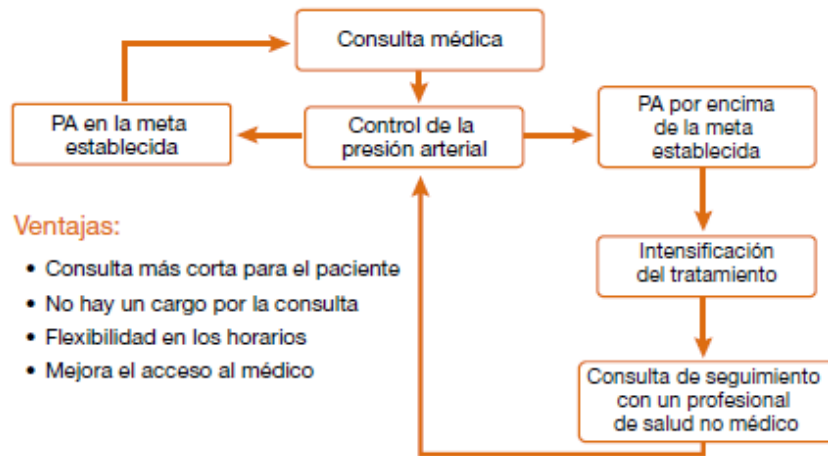 Consulta médica
PA en la meta
establecida
Control de la
presión arterial
PA por encima
de la meta
establecida
Intensificación
del tratamiento
Consulta de seguimiento
con un profesional
de salud no médico
Ventajas:
• Consulta más corta para el paciente
• No hay un cargo por la consulta
• Flexibilidad en los horarios
• Mejora el acceso al médico